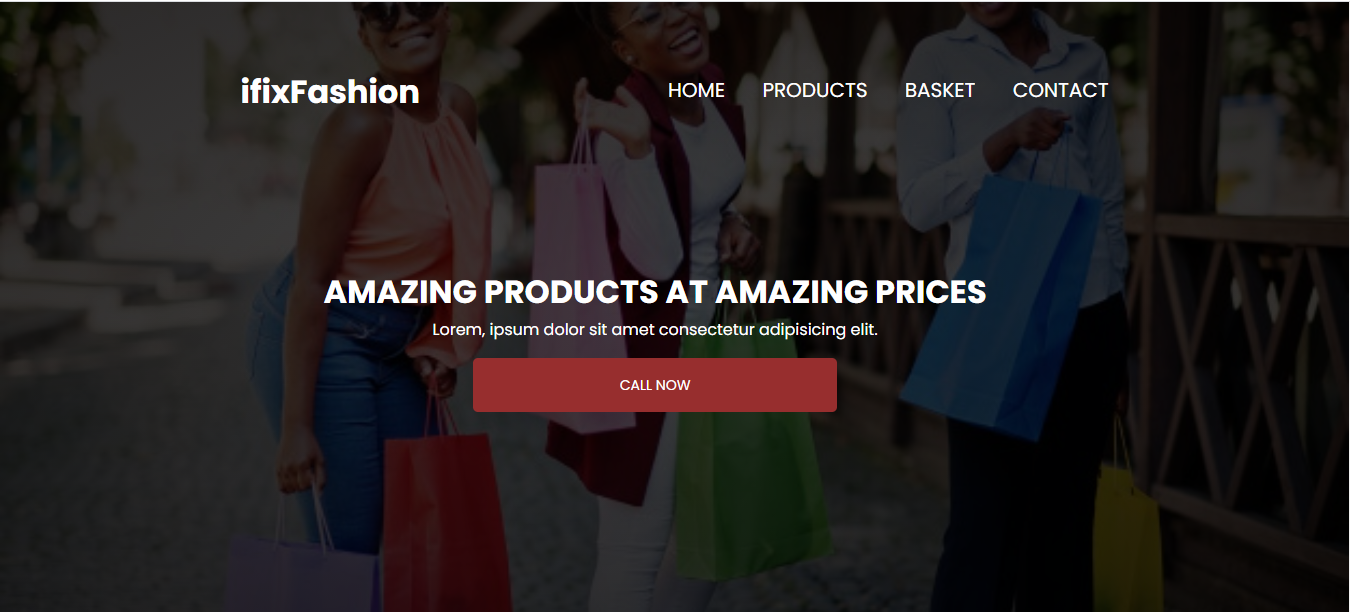 ifixFashion
HOME PRODUCTS BASKET CONTACT
AMAZING PRODUCTS AT AMAZING PRICES
Lorem, ipsum dolor sit amet consectetur adipisicing elit.
CALL NOW